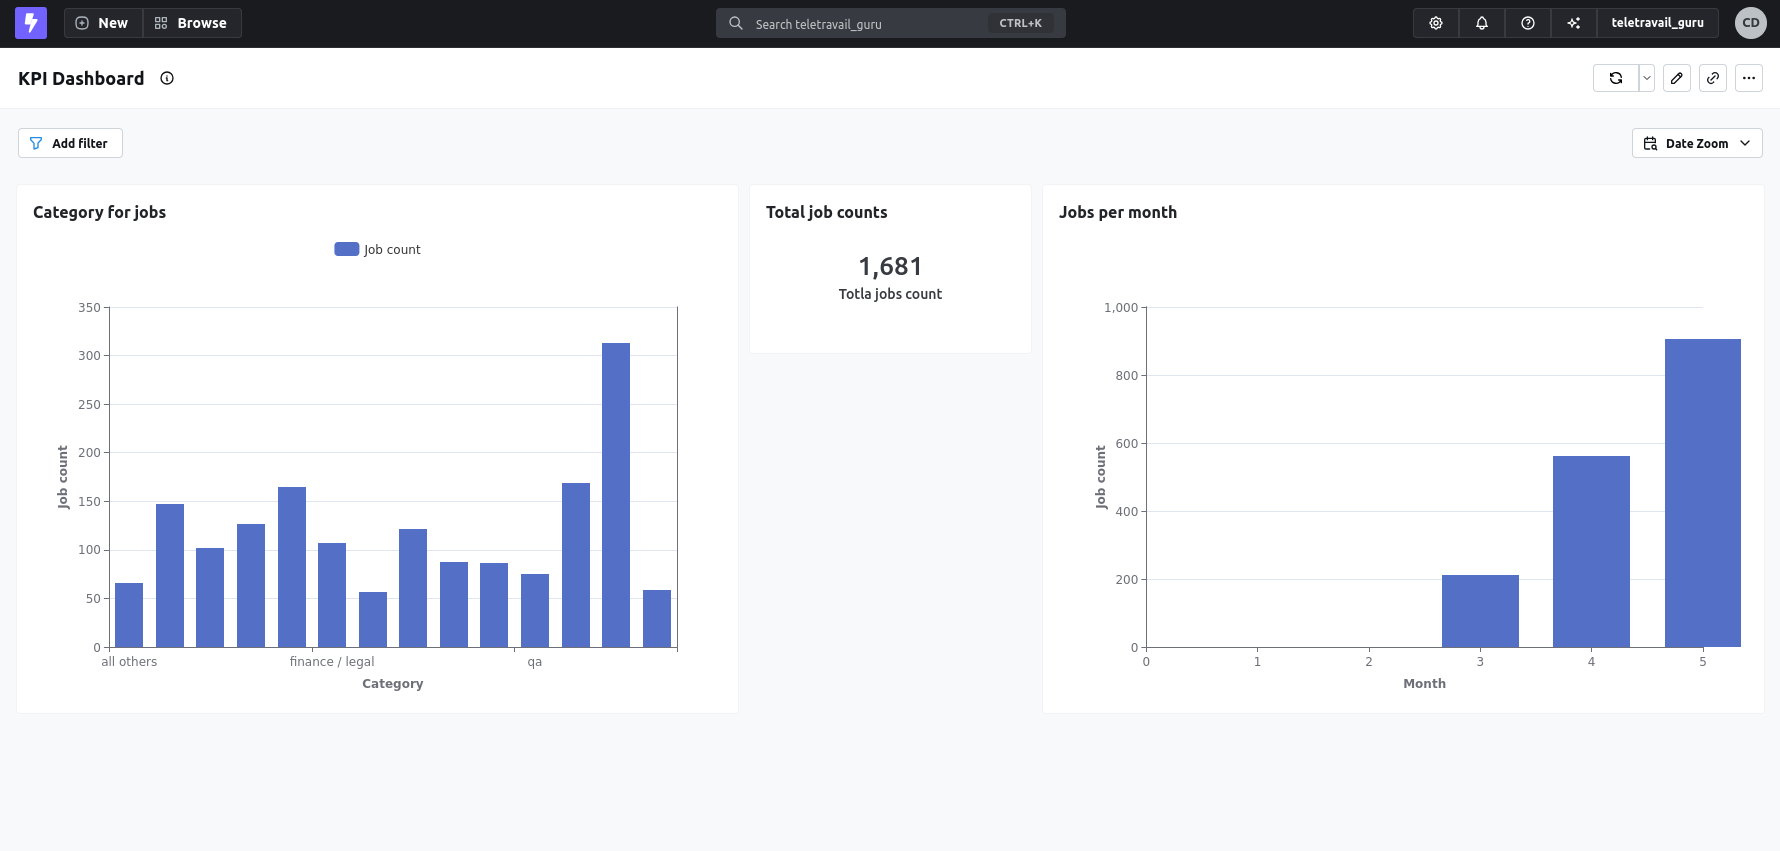 New
Browse
Search teletravail_guru
CTRL+K
teletravail_guru
CD
KPI Dashboard
Add filter
Date Zoom
Category for jobs
Job count
350
300
250
200
150
100
50
0
Job count
all others
finance / legal
qa
Category
Total job counts
1,681
Totla jobs count
Jobs per month
1,000
800
600
400
200
0
Job count
0
1
2
3
4
5
Month